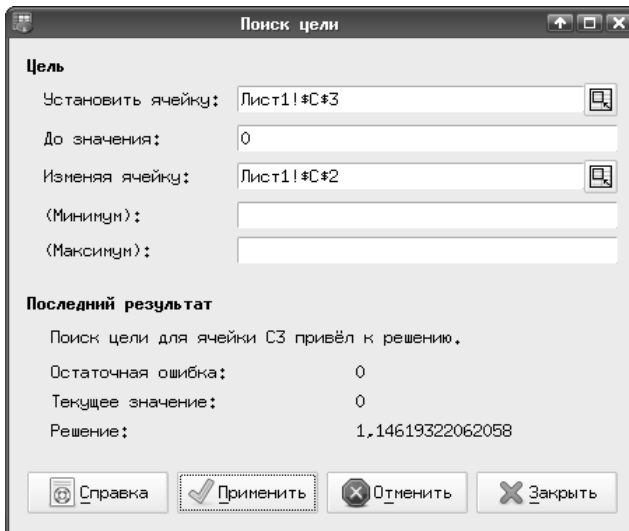 Поиск цели
Цель
Установить ячейку: Лист1!$C$3
До значения: 0
Изменяя ячейку: Лист1!$C$2
(Минимум):
(Максимум):
Последний результат
Поиск цели для ячейки C3 привёл к решению.
Остаточная ошибка: 0
Текущее значение: 0
Решение: 1,14619322062058
Справка Применить Отменить Закрыть